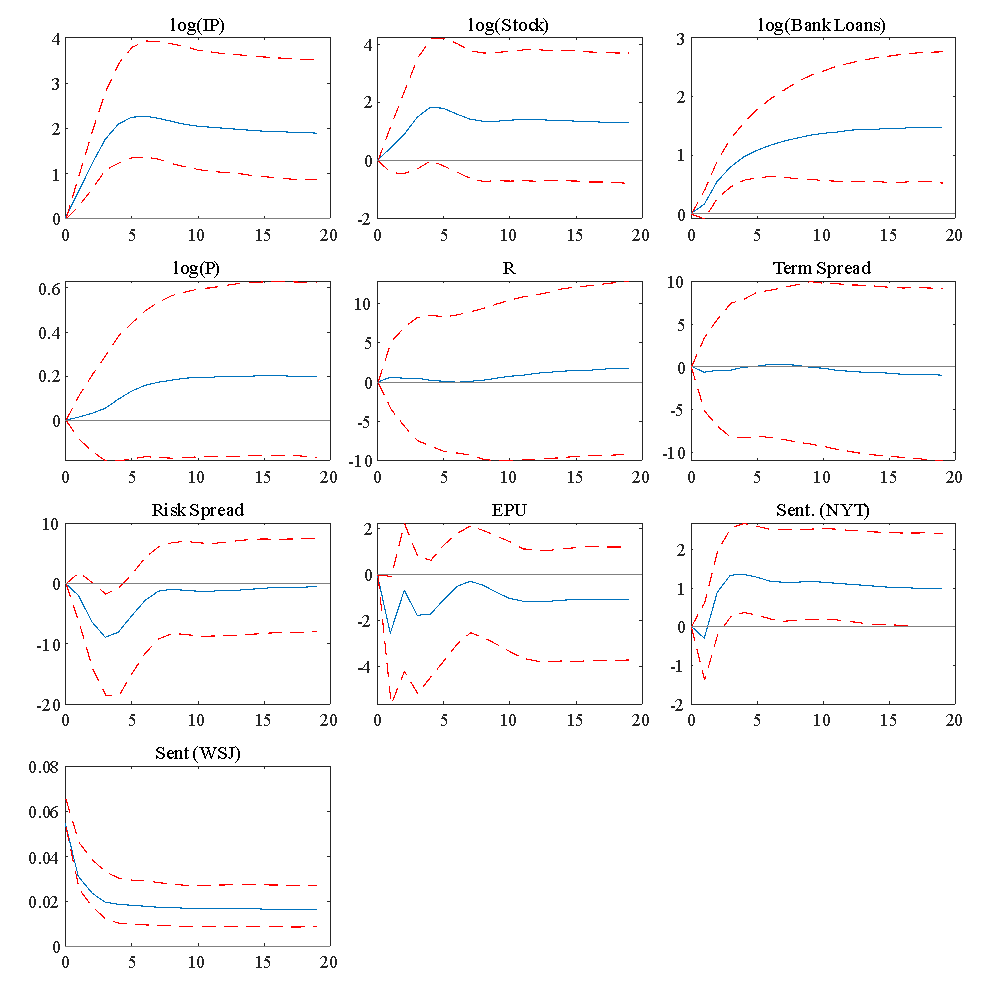 log(IP) log(Stock) log(Bank Loans)
4 3 2 1 0
0 5 10 15 20
4 2 0 -2
0 5 10 15 20
3 2 1 0
0 5 10 15 20
log(P) R Term Spread
0.6 0.4 0.2 0
0 5 10 15 20
10 5 0 -5 -10
0 5 10 15 20
10 5 0 -5 -10
0 5 10 15 20
Risk Spread EPU Sent. (NYT)
10 0 -10 -20
0 5 10 15 20
2 0 -2 -4
0 5 10 15 20
2 1 0 -1 -2
0 5 10 15 20
Sent (WSJ)
0.08 0.06 0.04 0.02 0
0 5 10 15 20